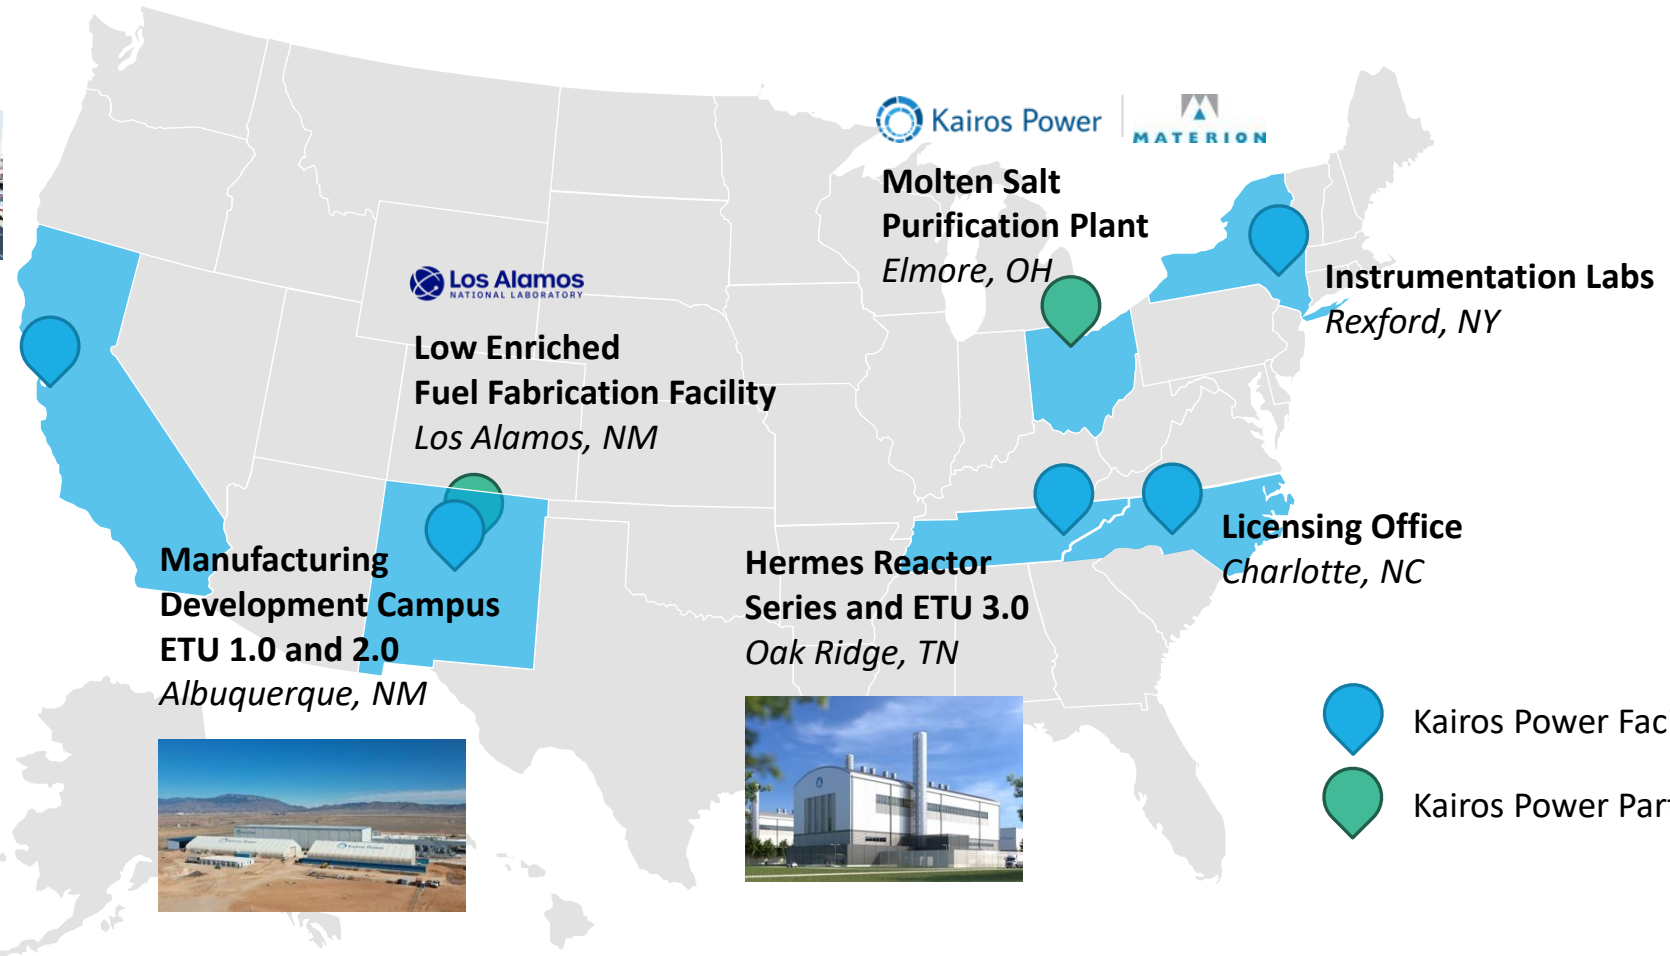 Kairos Power
MATERION
Molten Salt
Purification Plant
Elmore, OH
Los Alamos
NATIONAL LABORATORY
Instrumentation Labs
Rexford, NY
Low Enriched
Fuel Fabrication Facility
Los Alamos, NM
Licensing Office
Charlotte, NC
Manufacturing
Development Campus
ETU 1.0 and 2.0
Albuquerque, NM
Hermes Reactor
Series and ETU 3.0
Oak Ridge, TN
Kairos Power
Kairos Power
Kairos Power